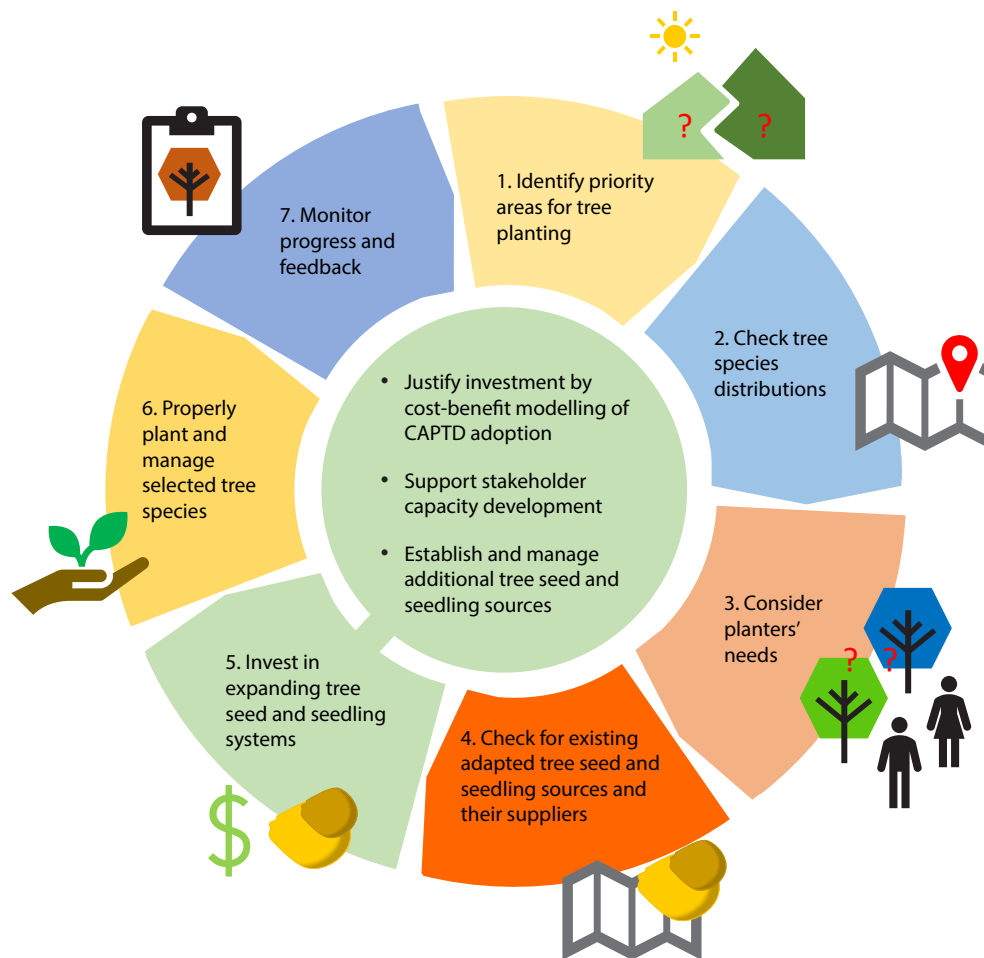 ? ?
1. Identify priority
areas for tree
planting
2. Check tree
species
distributions
3. Consider
planters'
needs
? ?
4. Check for existing
adapted tree seed and
seedling sources and
their suppliers
5. Invest in
expanding tree
seed and seedling
systems
$
6. Properly
plant and
manage
selected tree
species
7. Monitor
progress and
feedback
• Justify investment by
cost-benefit modelling of
CAPTD adoption
• Support stakeholder
capacity development
• Establish and manage
additional tree seed and
seedling sources